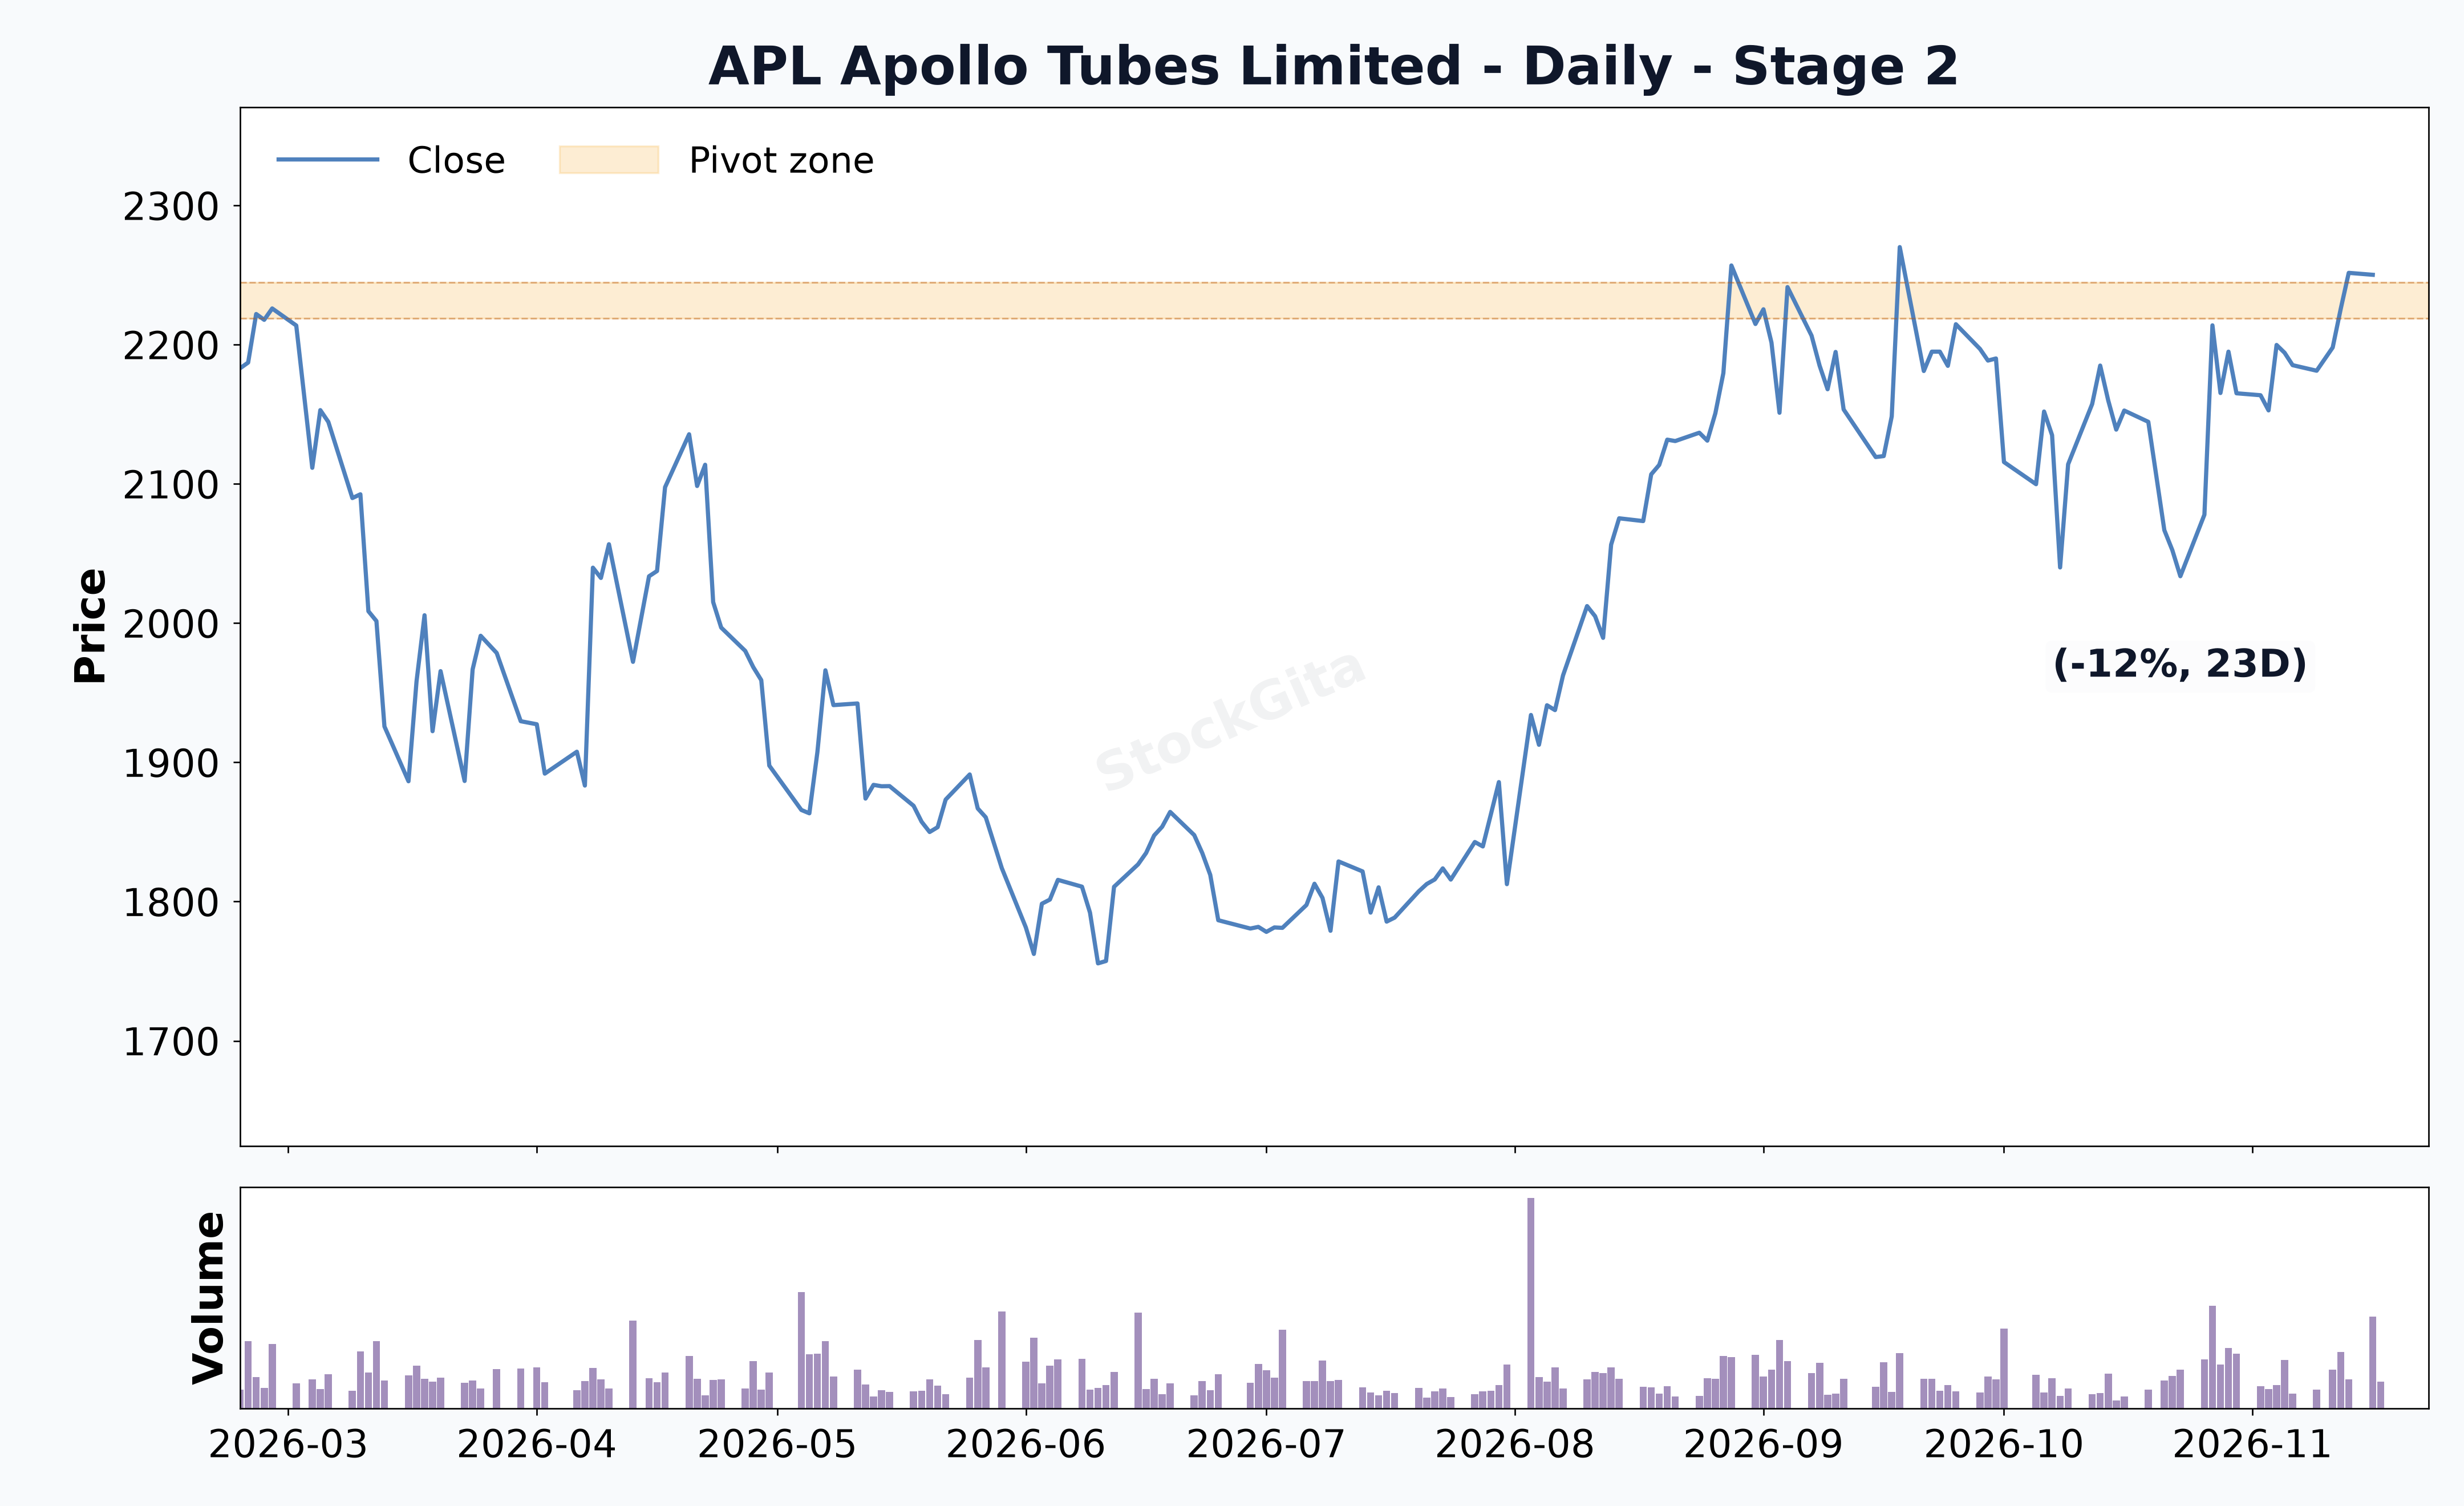 APL Apollo Tubes Limited - Daily - Stage 2
Close
Pivot zone
2300
2200
2100
2000
1900
1800
1700
Price
StockGita
(-12%, 23D)
Volume
2026-03
2026-04
2026-05
2026-06
2026-07
2026-08
2026-09
2026-10
2026-11